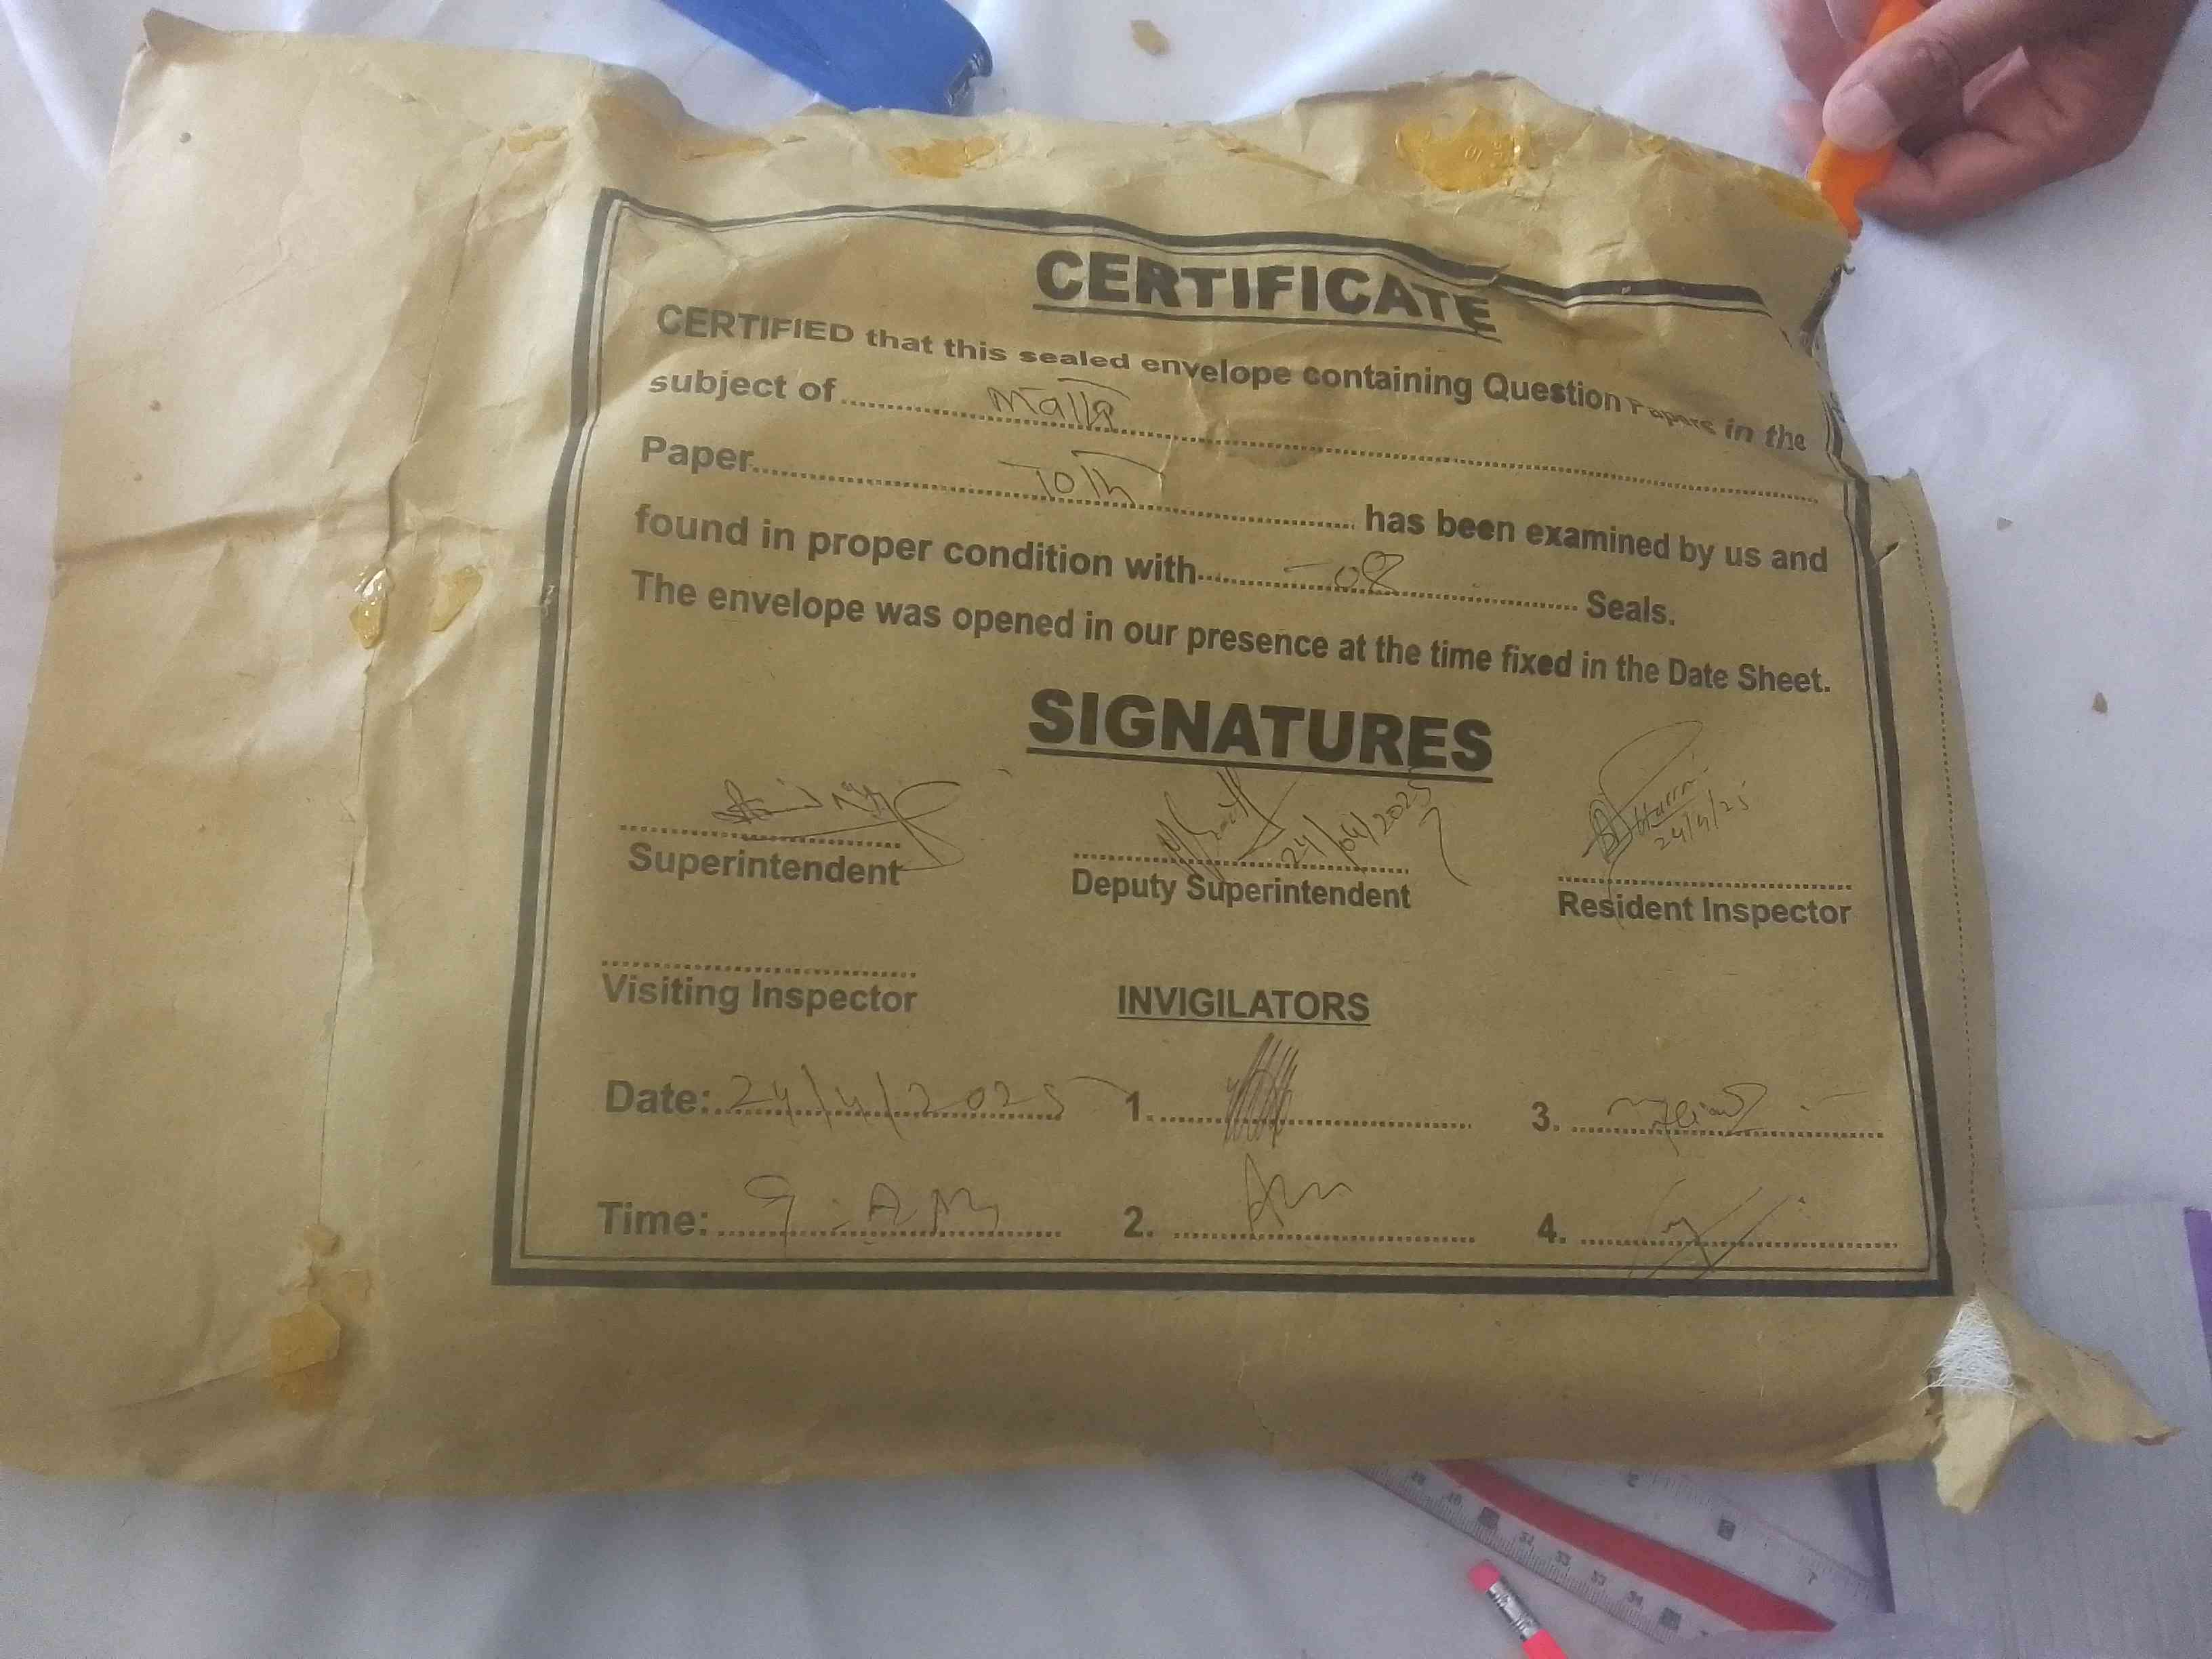 CERTIFICATE
CERTIFIED that this sealed envelope containing Question Papers in the
subject of Math
Paper 10th has been examined by us and
found in proper condition with 08 Seals.
The envelope was opened in our presence at the time fixed in the Date Sheet.
SIGNATURES
24/04/2025 24/4/25
Superintendent Deputy Superintendent Resident Inspector
Visiting Inspector INVIGILATORS
Date: 24/4/2025 1. 3.
Time: 9:AM 2. 4.